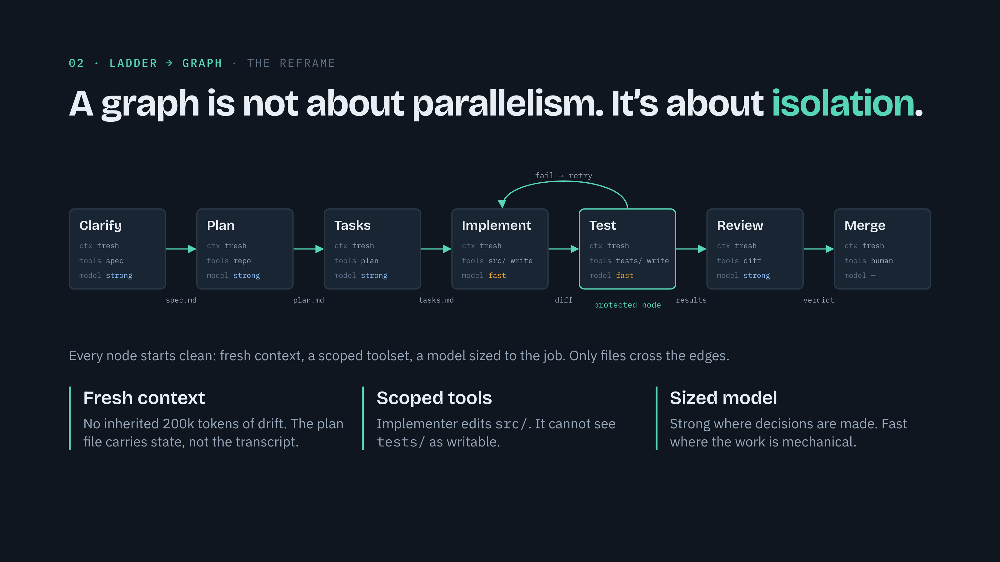 02 · LADDER → GRAPH · THE REFRAME
A graph is not about parallelism. It’s about isolation.
fail → retry
Clarify
ctx fresh
tools spec
model strong
spec.md
Plan
ctx fresh
tools repo
model strong
plan.md
Tasks
ctx fresh
tools plan
model strong
tasks.md
Implement
ctx fresh
tools src/ write
model fast
diff
Test
ctx fresh
tools tests/ write
model fast
protected node
results
Review
ctx fresh
tools diff
model strong
verdict
Merge
ctx fresh
tools human
model —
Every node starts clean: fresh context, a scoped toolset, a model sized to the job. Only files cross the edges.
Fresh context
No inherited 200k tokens of drift. The plan
file carries state, not the transcript.
Scoped tools
Implementer edits src/. It cannot see
tests/ as writable.
Sized model
Strong where decisions are made. Fast
where the work is mechanical.